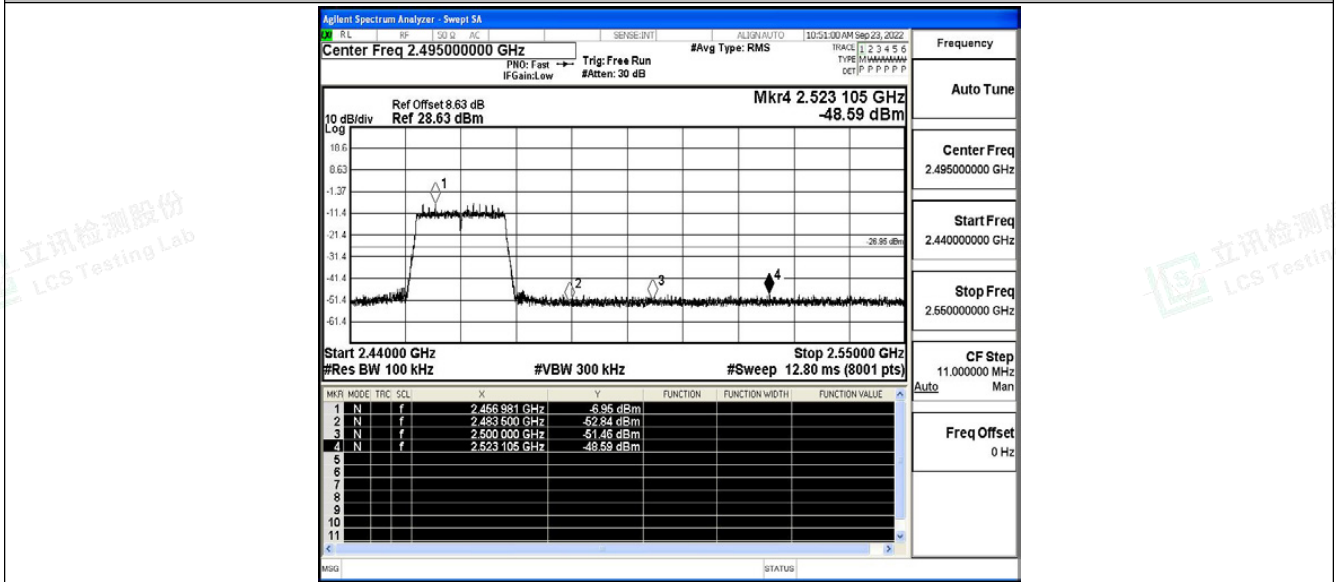 Agilent Spectrum Analyzer - Swept SA
RL RF 50 Ω AC SENSE:INT ALIGNAUTO 10:51:00 AM Sep 23, 2022
Center Freq 2.495000000 GHz #Avg Type: RMS TRACE 1 2 3 4 5 6
PNO: Fast Trig: Free Run TYPE M
IFGain:Low #Atten: 30 dB DET P P P P P P
Mkr4 2.523 105 GHz
-48.59 dBm
Ref Offset 8.63 dB
10 dB/div Ref 28.63 dBm
Log
18.6
8.63
-1.37
-11.4
-21.4
-31.4
-41.4
-51.4
-61.4
1
2
3
4
-26.95 dBm
Start 2.44000 GHz Stop 2.55000 GHz
#Res BW 100 kHz #VBW 300 kHz #Sweep 12.80 ms (8001 pts)
MKR MODE TRC SCL X Y FUNCTION FUNCTION WIDTH FUNCTION VALUE
1 N f 2.456 981 GHz -6.95 dBm
2 N f 2.483 500 GHz -52.84 dBm
3 N f 2.500 000 GHz -51.46 dBm
4 N f 2.523 105 GHz -48.59 dBm
5
6
7
8
9
10
11
MSG STATUS
Frequency
Auto Tune
Center Freq
2.495000000 GHz
Start Freq
2.440000000 GHz
Stop Freq
2.550000000 GHz
CF Step
11.000000 MHz
Auto Man
Freq Offset
0 Hz
立讯检测股份
LCS Testing Lab
立讯检测股
LCS Testin